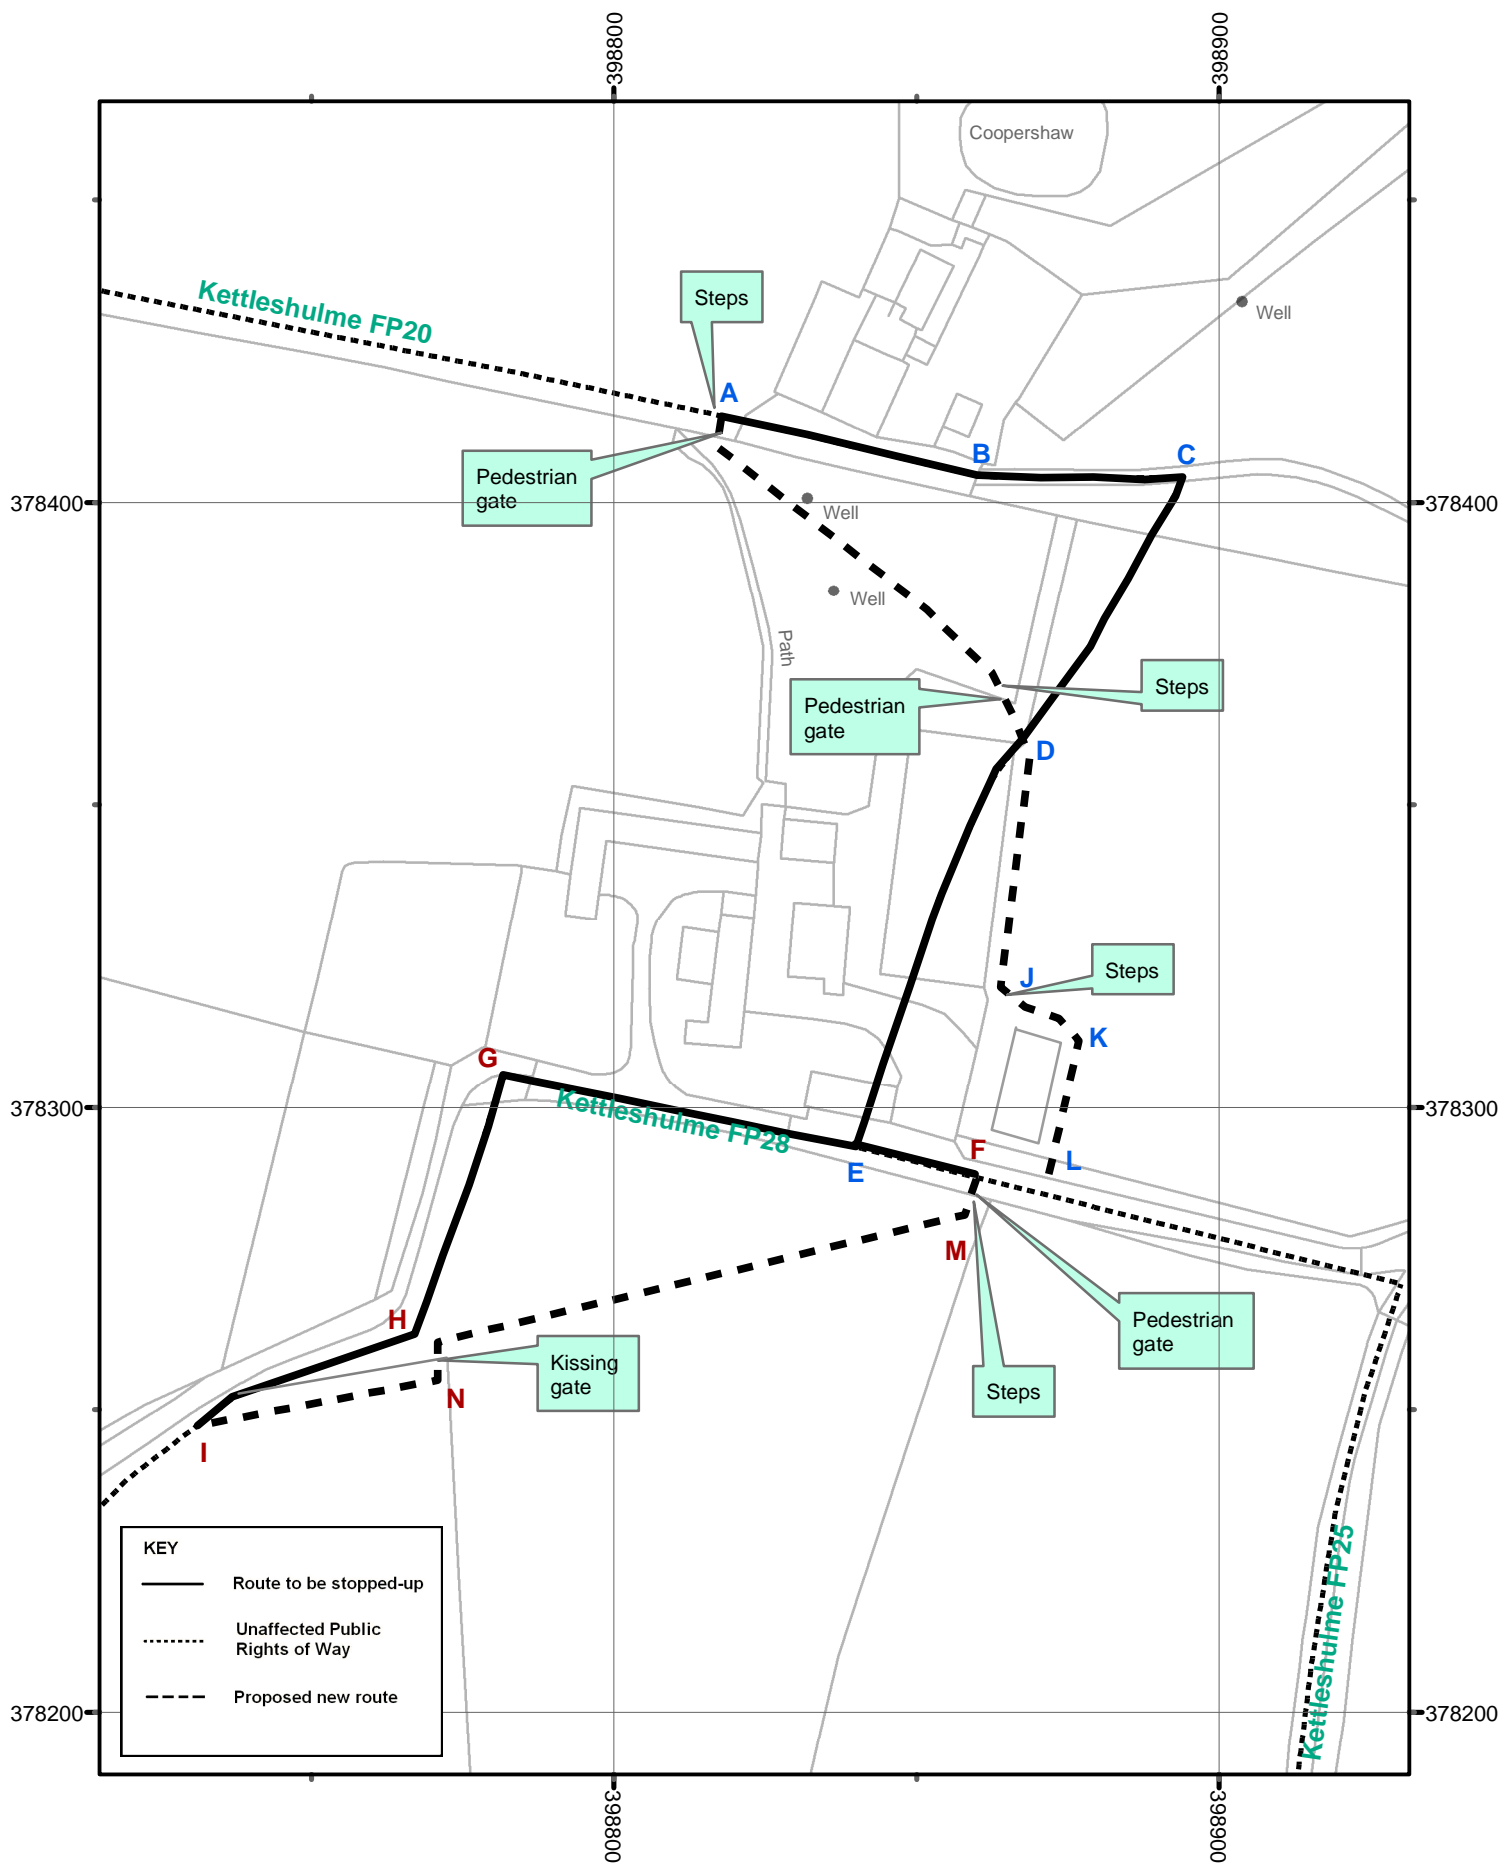 398800
398900
Coopershaw
Kettleshulme FP20
Steps
Well
A
B
C
Pedestrian
gate
378400
378400
Well
Well
Path
Steps
Pedestrian
gate
D
J
Steps
K
G
378300
378300
Kettleshulme FP28
E
F
L
M
H
Pedestrian
gate
Kissing
gate
Steps
N
I
KEY
Route to be stopped-up
Unaffected Public
Rights of Way
Proposed new route
Kettleshulme FP25
378200
378200
398800
398900